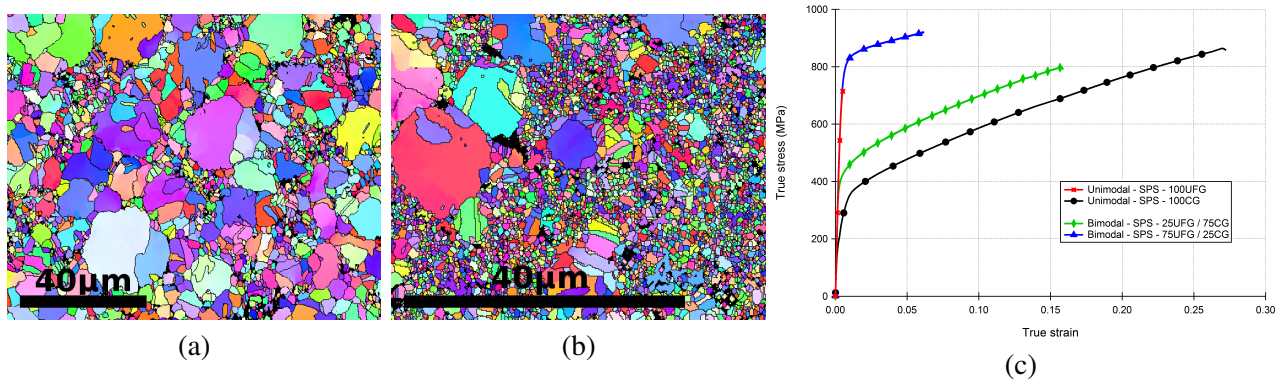 40μm
(a)
40μm
(b)
1000
800
600
400
200
0
True stress (MPa)
0.00
0.05
0.10
0.15
0.20
0.25
0.30
True strain
Unimodal - SPS - 100UFG
Unimodal - SPS - 100CG
Bimodal - SPS - 25UFG / 75CG
Bimodal - SPS - 75UFG / 25CG
(c)